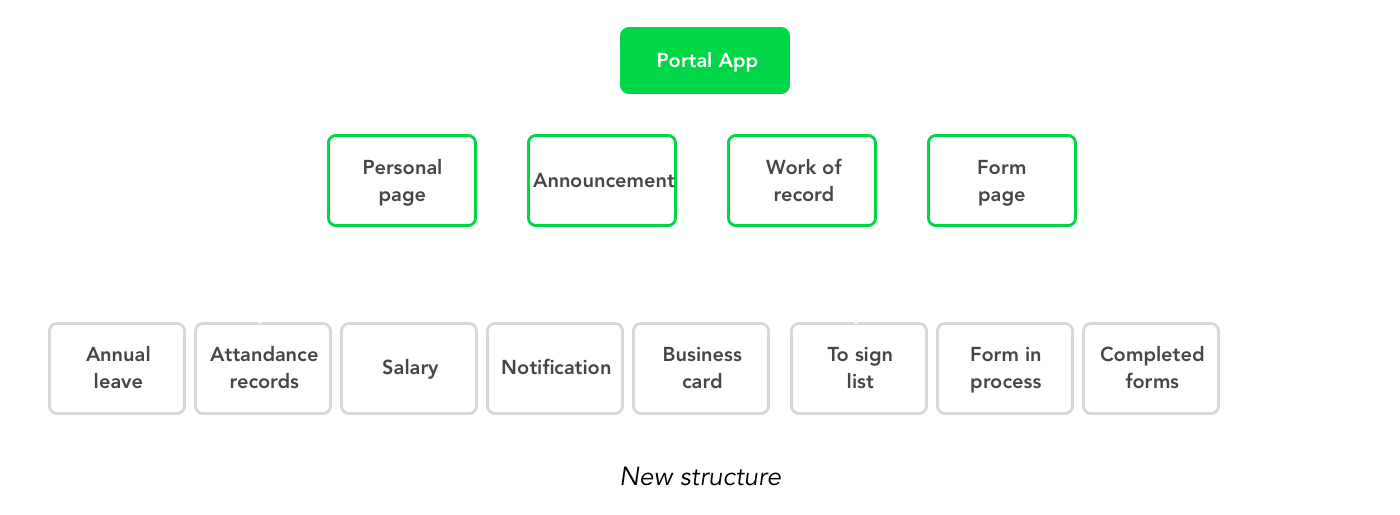 Portal App
Personal
page
Announcement
Work of
record
Form
page
Annual
leave
Attandance
records
Salary
Notification
Business
card
To sign
list
Form in
process
Completed
forms
New structure